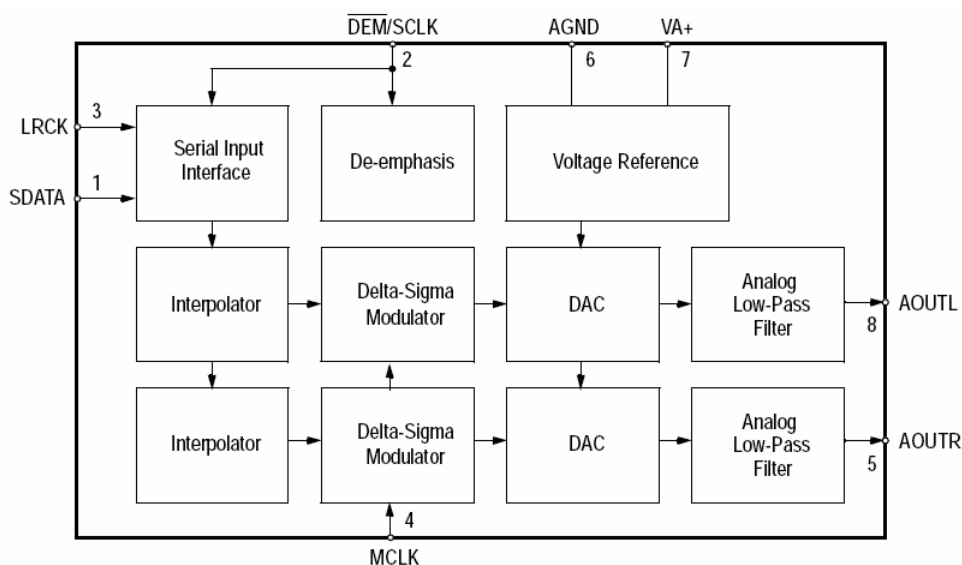 DEM/SCLK
AGND
VA+
2
6
7
LRCK
3
SDATA
1
Serial Input
Interface
De-emphasis
Voltage Reference
Interpolator
Delta-Sigma
Modulator
DAC
Analog
Low-Pass
Filter
8
AOUTL
Interpolator
Delta-Sigma
Modulator
DAC
Analog
Low-Pass
Filter
5
AOUTR
4
MCLK